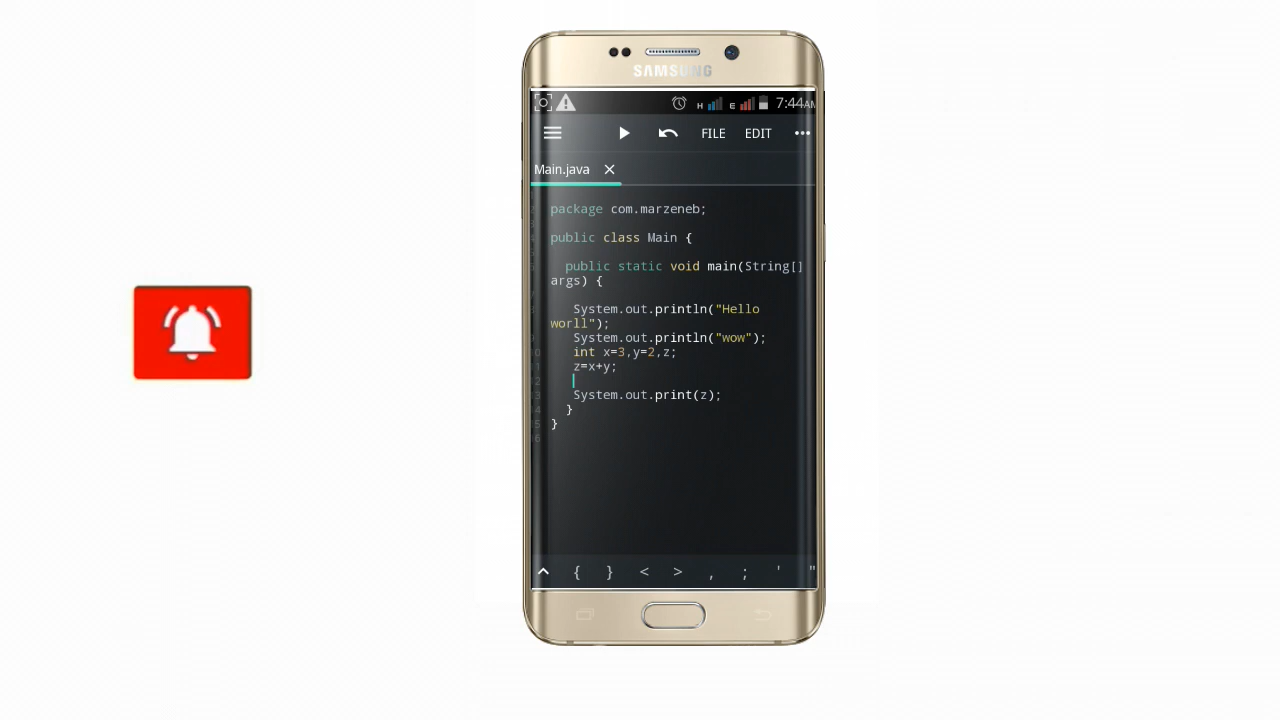 SAMSUNG
H E 7:44AM
FILE EDIT
Main.java
package com.marzeneb;
public class Main {
public static void main(String[]
args) {
System.out.println("Hello
worll");
System.out.println("wow");
int x=3,y=2,z;
z=x+y;
System.out.print(z);
}
}
{ } < > , ; ' "